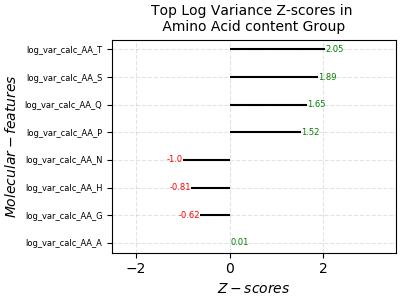 Top Log Variance Z-scores in
Amino Acid content Group
log_var_calc_AA_T 2.05
log_var_calc_AA_S 1.89
log_var_calc_AA_Q 1.65
log_var_calc_AA_P 1.52
log_var_calc_AA_N -1.0
log_var_calc_AA_H -0.81
log_var_calc_AA_G -0.62
log_var_calc_AA_A 0.01
Molecular − features
−2 0 2
Z − scores